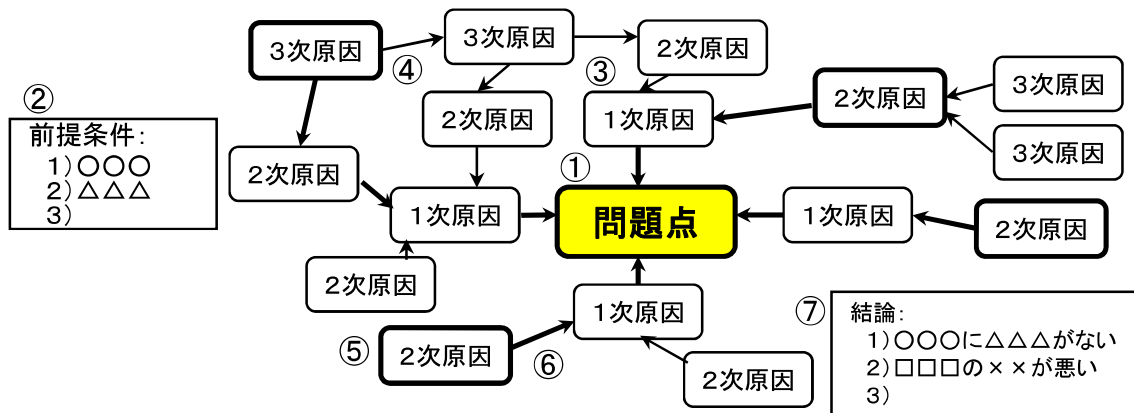 3次原因
3次原因
2次原因
④
③
2次原因
3次原因
②
前提条件:
1)○○○
2)△△△
3)
2次原因
1次原因
3次原因
2次原因
①
1次原因
問題点
1次原因
2次原因
2次原因
1次原因
⑤
2次原因
⑥
2次原因
⑦
結論:
1)○○○に△△△がない
2)□□□の××が悪い
3)